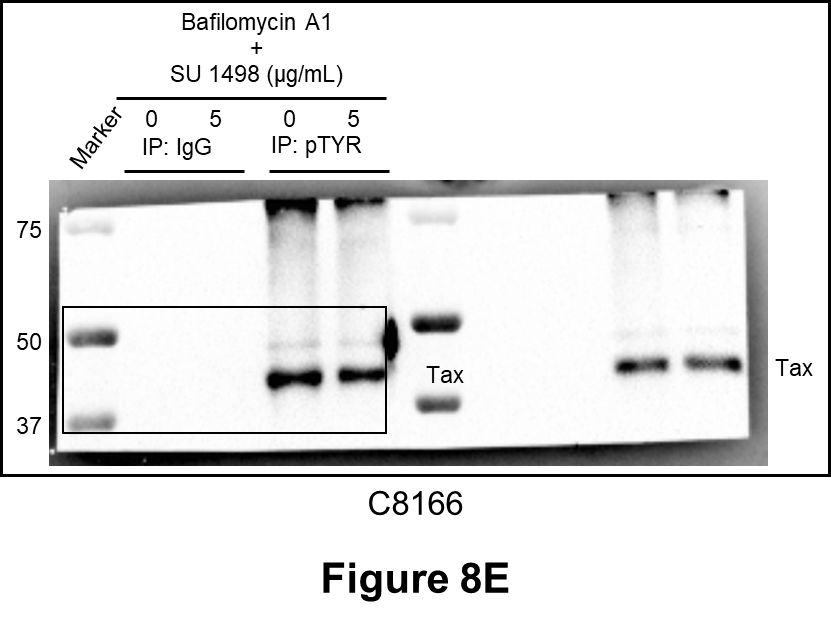 Bafilomycin A1
+
SU 1498 (µg/mL)
Marker
0 5 0 5
IP: IgG IP: pTYR
75
50
37
Tax Tax
C8166
Figure 8E